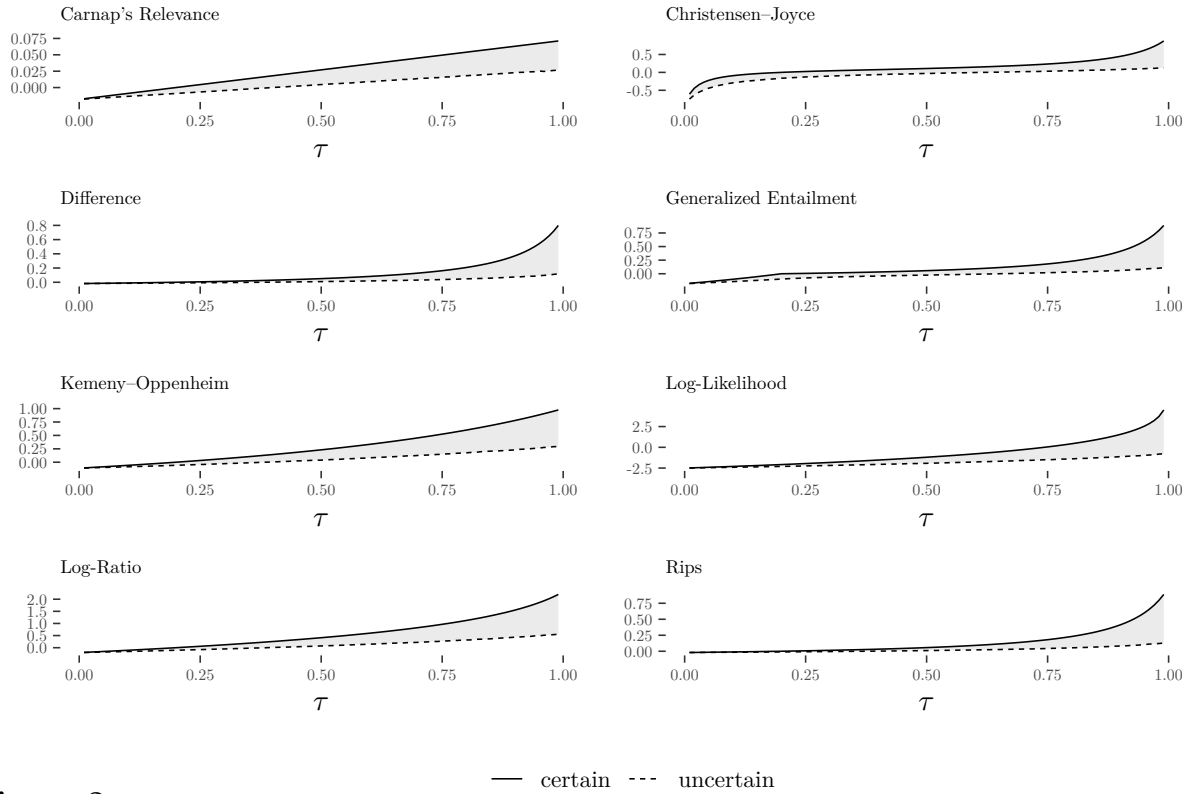 Carnap's Relevance
0.075
0.050
0.025
0.000
0.00 0.25 0.50 0.75 1.00
τ
Christensen–Joyce
0.5
0.0
-0.5
0.00 0.25 0.50 0.75 1.00
τ
Difference
0.8
0.6
0.4
0.2
0.0
0.00 0.25 0.50 0.75 1.00
τ
Generalized Entailment
0.75
0.50
0.25
0.00
0.00 0.25 0.50 0.75 1.00
τ
Kemeny–Oppenheim
1.00
0.75
0.50
0.25
0.00
0.00 0.25 0.50 0.75 1.00
τ
Log-Likelihood
2.5
0.0
-2.5
0.00 0.25 0.50 0.75 1.00
τ
Log-Ratio
2.0
1.5
1.0
0.5
0.0
0.00 0.25 0.50 0.75 1.00
τ
Rips
0.75
0.50
0.25
0.00
0.00 0.25 0.50 0.75 1.00
τ
certain uncertain